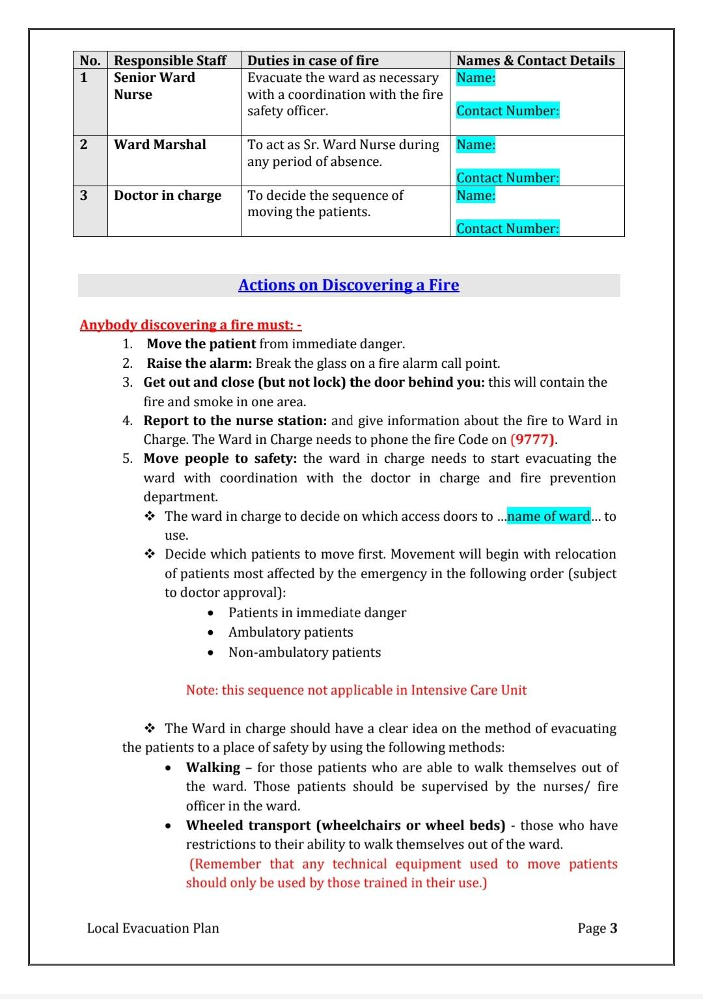 No. Responsible Staff Duties in case of fire Names & Contact Details
1 Senior Ward Evacuate the ward as necessary Name:
Nurse with a coordination with the fire
safety officer. Contact Number:
2 Ward Marshal To act as Sr. Ward Nurse during Name:
any period of absence.
Contact Number:
3 Doctor in charge To decide the sequence of Name:
moving the patients.
Contact Number:
Actions on Discovering a Fire
Anybody discovering a fire must: -
1. Move the patient from immediate danger.
2. Raise the alarm: Break the glass on a fire alarm call point.
3. Get out and close (but not lock) the door behind you: this will contain the
fire and smoke in one area.
4. Report to the nurse station: and give information about the fire to Ward in
Charge. The Ward in Charge needs to phone the fire Code on (9777).
5. Move people to safety: the ward in charge needs to start evacuating the
ward with coordination with the doctor in charge and fire prevention
department.
❖ The ward in charge to decide on which access doors to ...name of ward... to
use.
❖ Decide which patients to move first. Movement will begin with relocation
of patients most affected by the emergency in the following order (subject
to doctor approval):
• Patients in immediate danger
• Ambulatory patients
• Non-ambulatory patients
Note: this sequence not applicable in Intensive Care Unit
❖ The Ward in charge should have a clear idea on the method of evacuating
the patients to a place of safety by using the following methods:
• Walking – for those patients who are able to walk themselves out of
the ward. Those patients should be supervised by the nurses/ fire
officer in the ward.
• Wheeled transport (wheelchairs or wheel beds) - those who have
restrictions to their ability to walk themselves out of the ward.
(Remember that any technical equipment used to move patients
should only be used by those trained in their use.)
Local Evacuation Plan Page 3